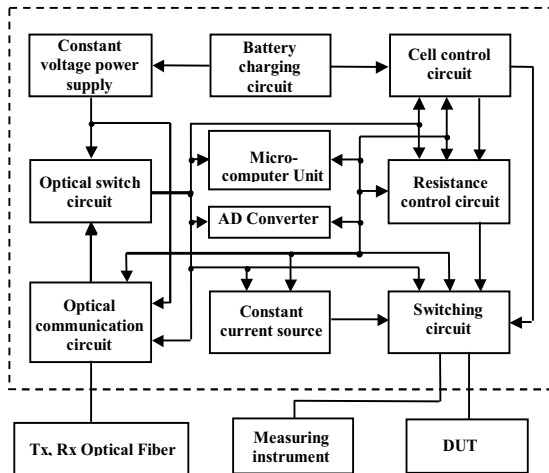 Constant
voltage power
supply
Battery
charging
circuit
Cell control
circuit
Optical switch
circuit
Micro-
computer Unit
AD Converter
Resistance
control circuit
Optical
communication
circuit
Constant
current source
Switching
circuit
Tx, Rx Optical Fiber
Measuring
instrument
DUT